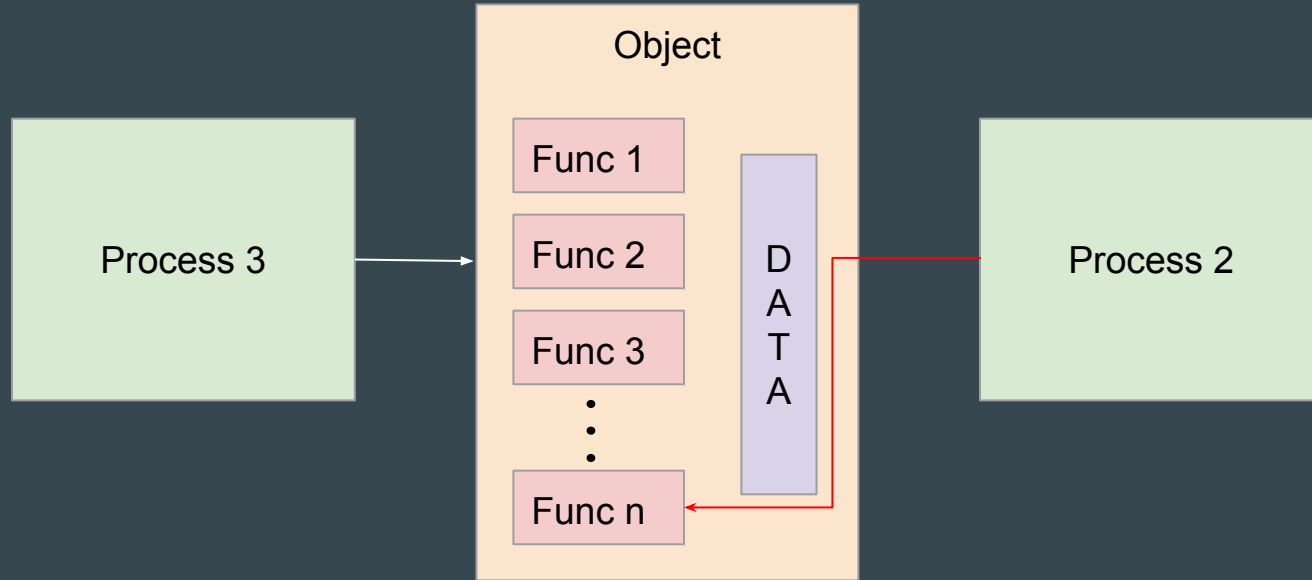 Object
Func 1
Func 2
Func 3
Func n
D
A
T
A
Process 3
Process 2